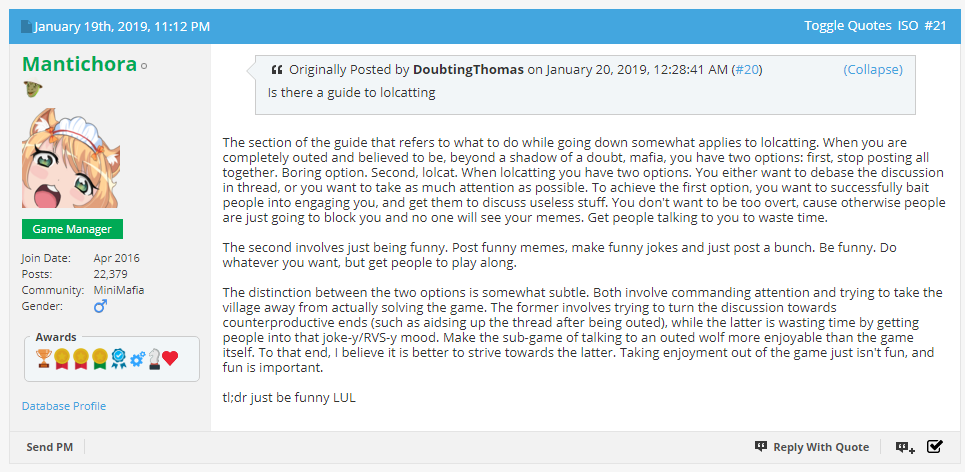 January 19th, 2019, 11:12 PM
Toggle Quotes ISO #21
Mantichora
Game Manager
Join Date: Apr 2016
Posts: 22,379
Community: MiniMafia
Gender:
Awards
Database Profile
Originally Posted by DoubtingThomas on January 20, 2019, 12:28:41 AM (#20) (Collapse)
Is there a guide to lolcatting
The section of the guide that refers to what to do while going down somewhat applies to lolcatting. When you are
completely outed and believed to be, beyond a shadow of a doubt, mafia, you have two options: first, stop posting all
together. Boring option. Second, lolcat. When lolcatting you have two options. You either want to debase the discussion
in thread, or you want to take as much attention as possible. To achieve the first option, you want to successfully bait
people into engaging you, and get them to discuss useless stuff. You don't want to be too overt, cause otherwise people
are just going to block you and no one will see your memes. Get people talking to you to waste time.
The second involves just being funny. Post funny memes, make funny jokes and just post a bunch. Be funny. Do
whatever you want, but get people to play along.
The distinction between the two options is somewhat subtle. Both involve commanding attention and trying to take the
village away from actually solving the game. The former involves trying to turn the discussion towards
counterproductive ends (such as aidsing up the thread after being outed), while the latter is wasting time by getting
people into that joke-y/RVS-y mood. Make the sub-game of talking to an outed wolf more enjoyable than the game
itself. To that end, I believe it is better to strive towards the latter. Taking enjoyment out of the game just isn't fun, and
fun is important.
tl;dr just be funny LUL
Send PM
Reply With Quote